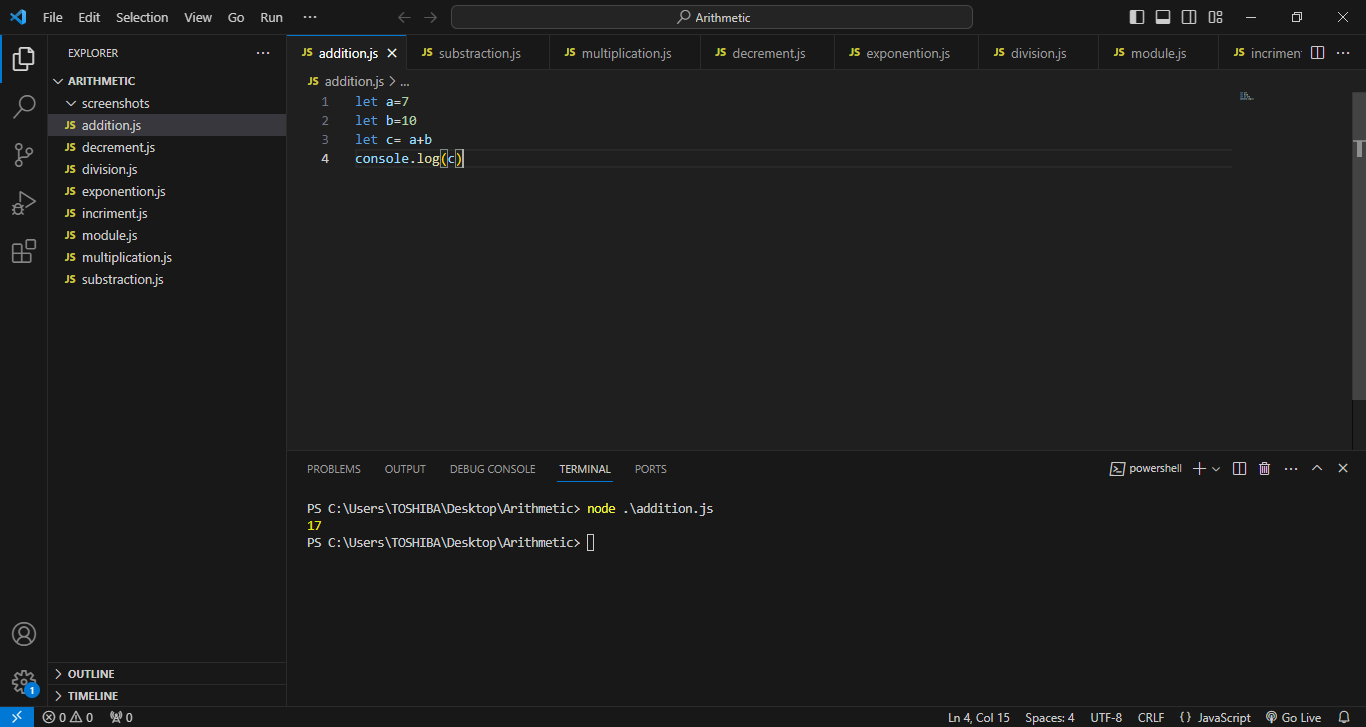 File Edit Selection View Go Run ... Arithmetic
EXPLORER ...
ARITHMETIC
screenshots
JS addition.js
JS decrement.js
JS division.js
JS exponention.js
JS incriment.js
JS module.js
JS multiplication.js
JS substraction.js
OUTLINE
TIMELINE
JS addition.js JS substraction.js JS multiplication.js JS decrement.js JS exponention.js JS division.js JS module.js JS incrimen ...
JS addition.js > ...
1 let a=7
2 let b=10
3 let c= a+b
4 console.log(c)
PROBLEMS OUTPUT DEBUG CONSOLE TERMINAL PORTS powershell ...
PS C:\Users\TOSHIBA\Desktop\Arithmetic> node .\addition.js
17
PS C:\Users\TOSHIBA\Desktop\Arithmetic>
1
0 0 0 Ln 4, Col 15 Spaces: 4 UTF-8 CRLF {} JavaScript Go Live